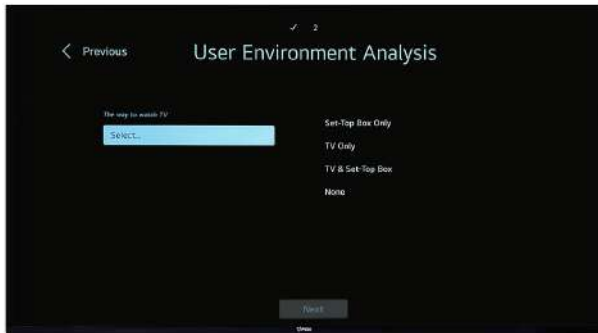 ✓ 2
Previous
User Environment Analysis
The way to watch TV
Select...
Set-Top Box Only
TV Only
TV & Set-Top Box
None
Next